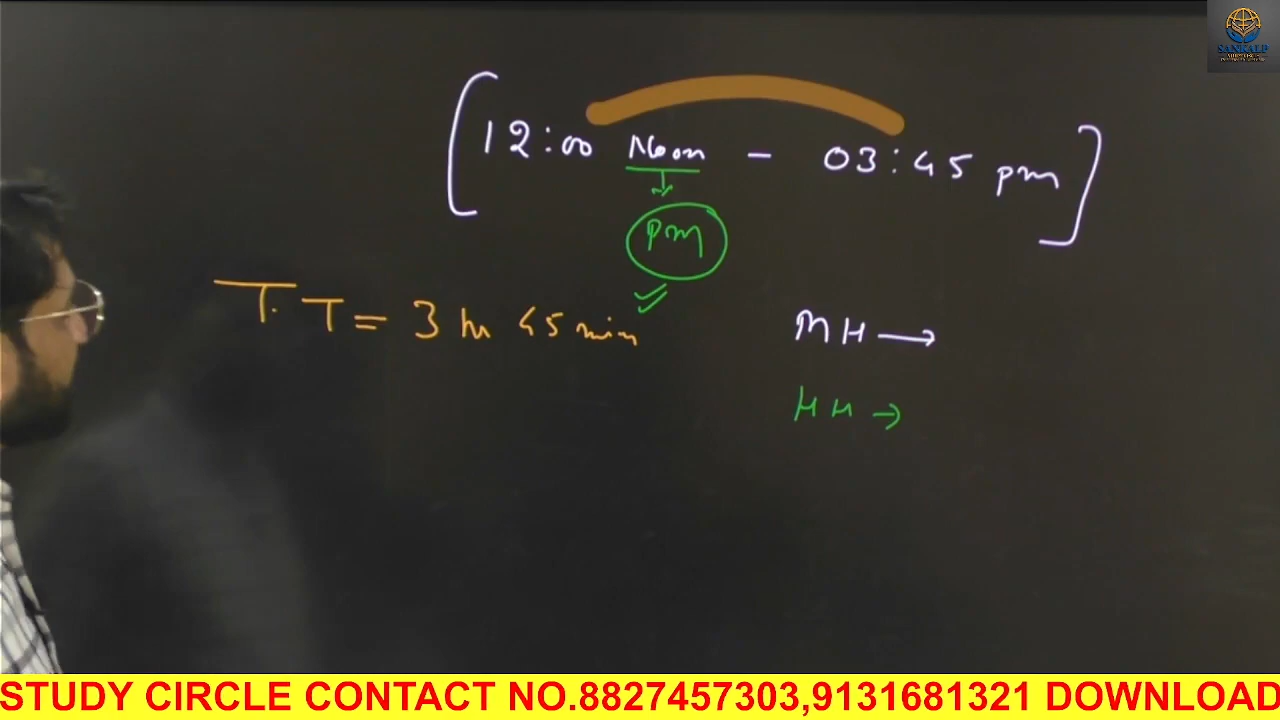 SANKALP
[12:00 Noon - 03:45 pm]
pm
T.T = 3 hr 45 min
MH →
HH →
STUDY CIRCLE CONTACT NO.8827457303,9131681321 DOWNLOAD